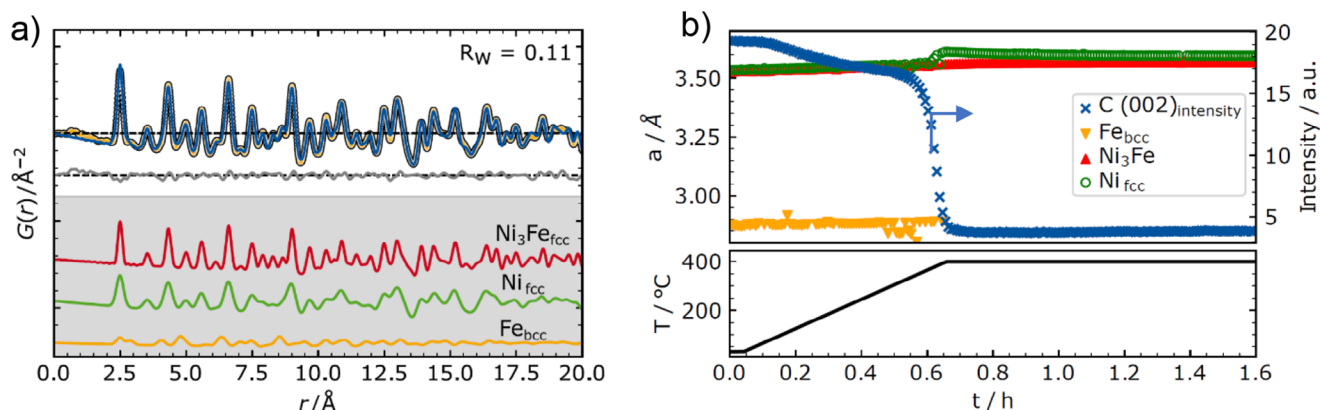 a)
R_W = 0.11
G(r)/Å⁻²
Ni₃Fe_fcc
Ni_fcc
Fe_bcc
0.0 2.5 5.0 7.5 10.0 12.5 15.0 17.5 20.0
r/Å
b)
3.50
3.25
3.00
a / Å
20
15
10
5
Intensity / a.u.
C (002)_intensity
Fe_bcc
Ni₃Fe
Ni_fcc
400
200
T / °C
0.0 0.2 0.4 0.6 0.8 1.0 1.2 1.4 1.6
t / h